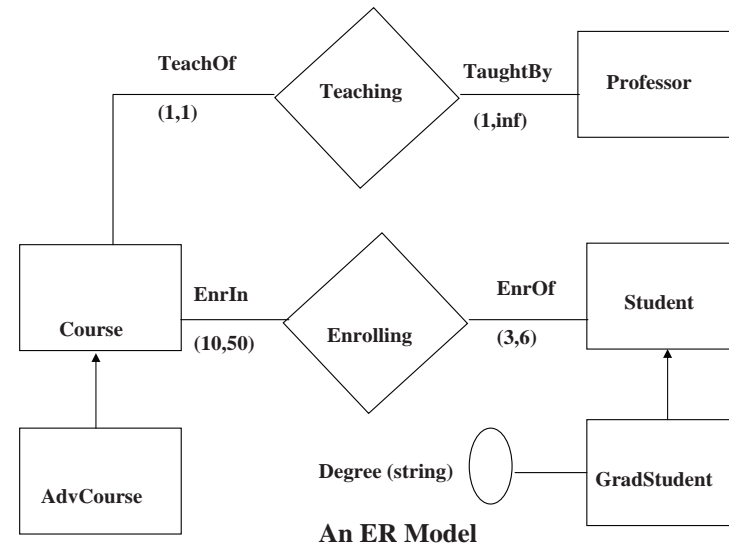 TeachOf
Teaching
TaughtBy
Professor
(1,1)
(1,inf)
EnrIn
EnrOf
Student
Course
Enrolling
(10,50)
(3,6)
Degree (string)
GradStudent
AdvCourse
An ER Model